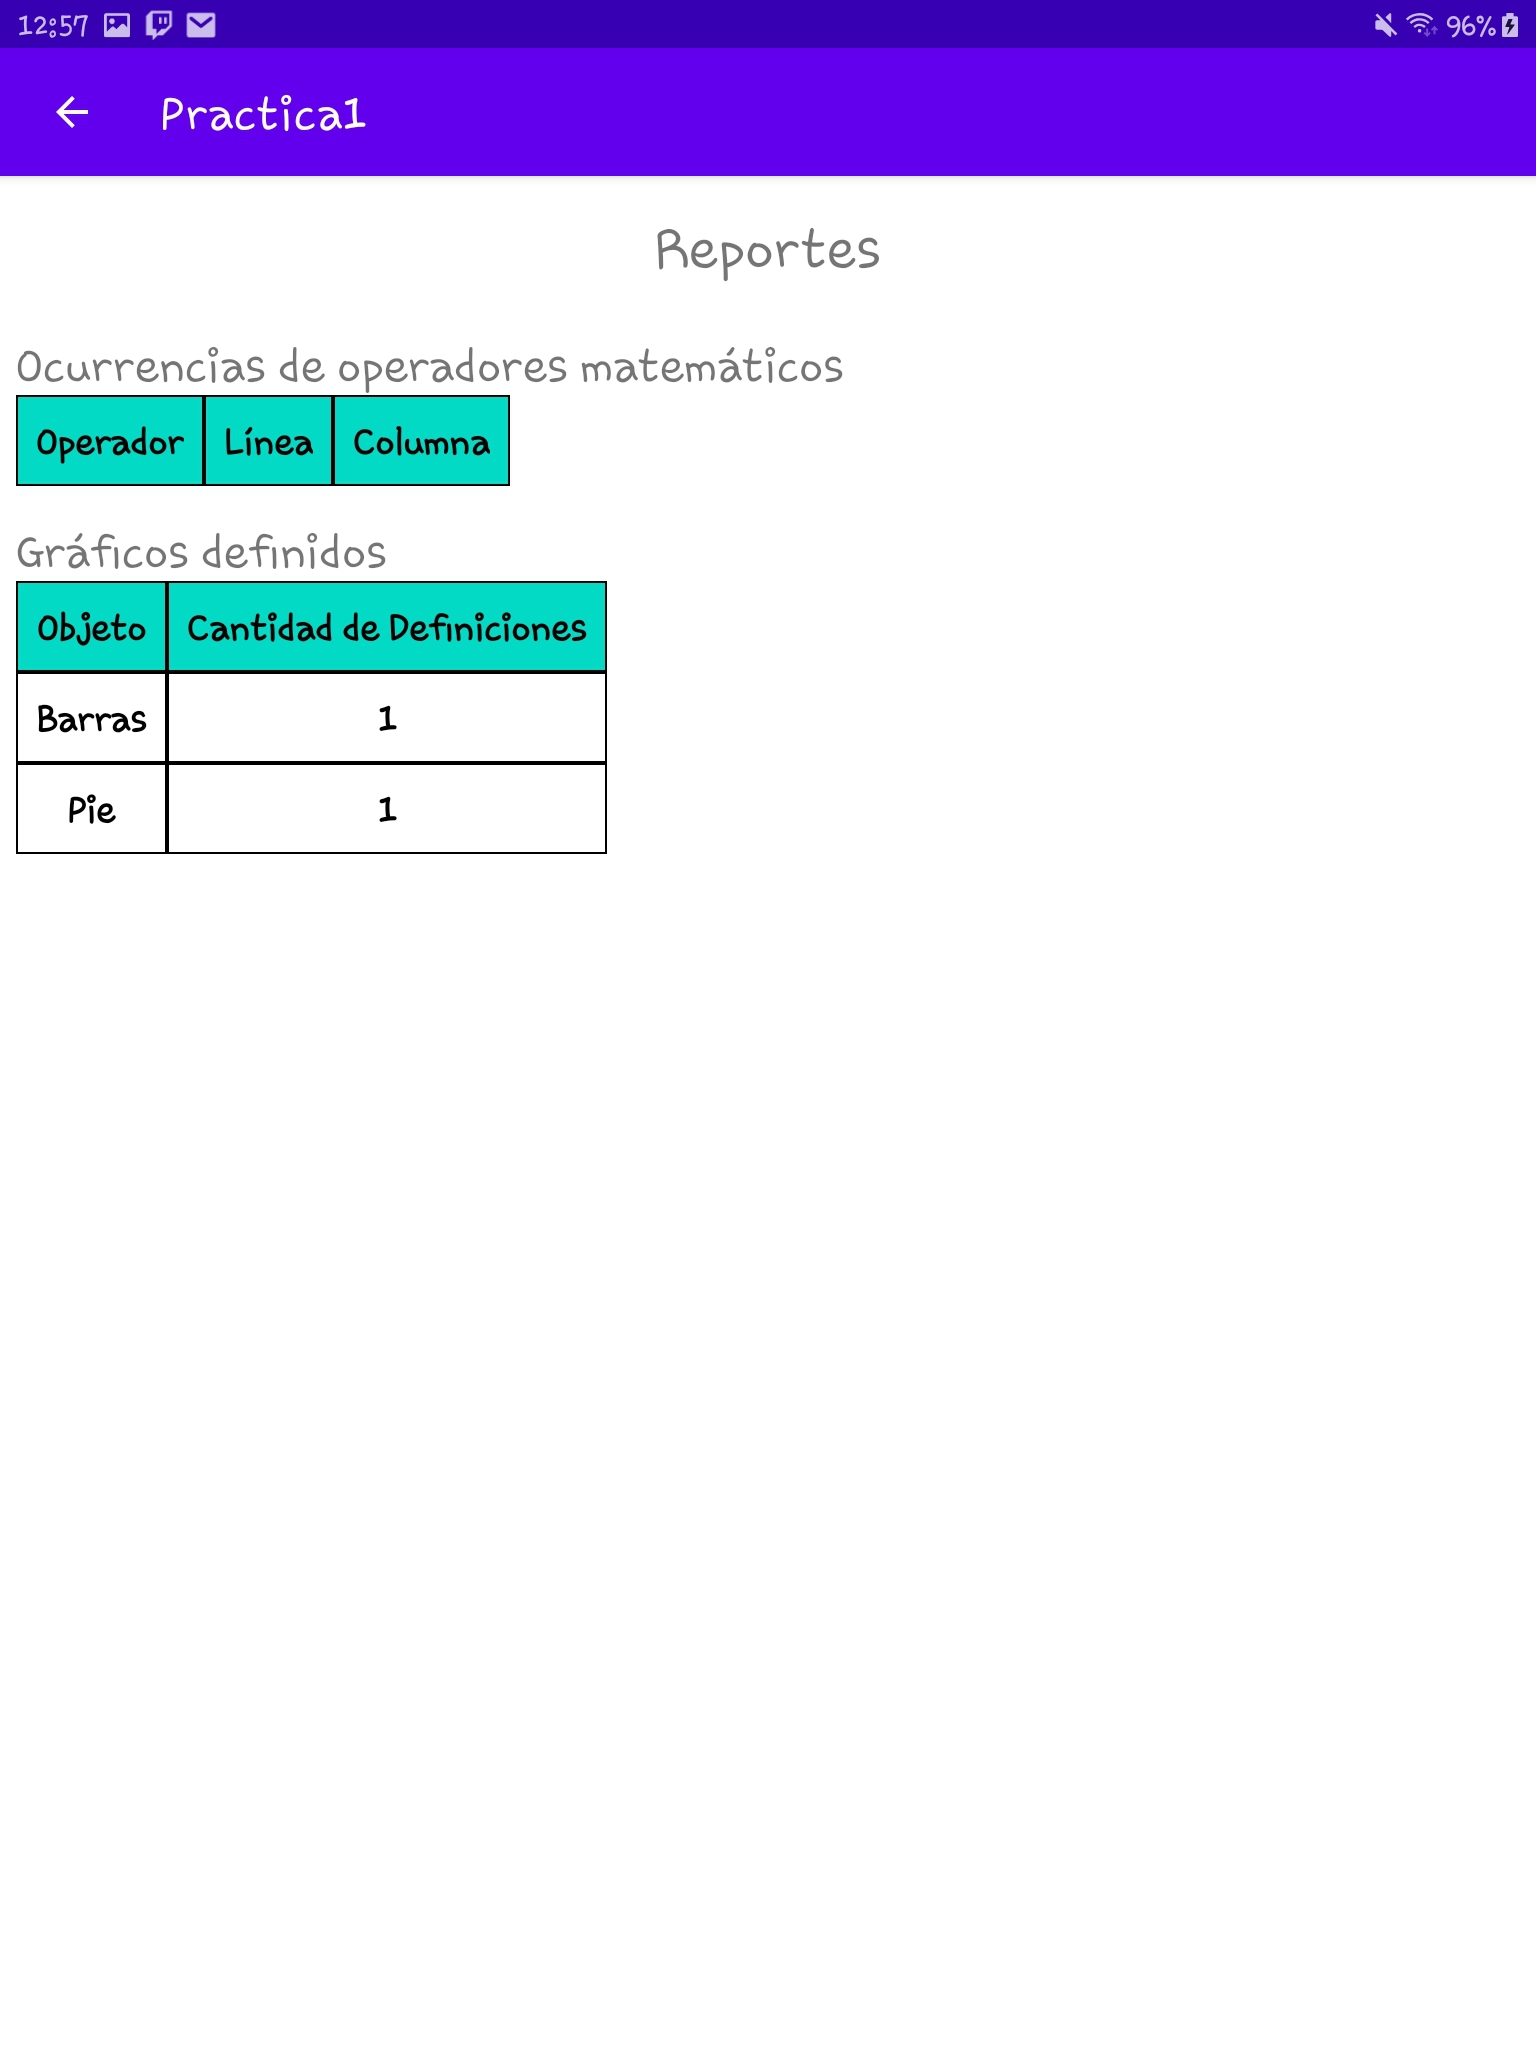 12:57 96%
Practica1
Reportes
Ocurrencias de operadores matemáticos
Operador Línea Columna
Gráficos definidos
Objeto Cantidad de Definiciones
Barras 1
Pie 1